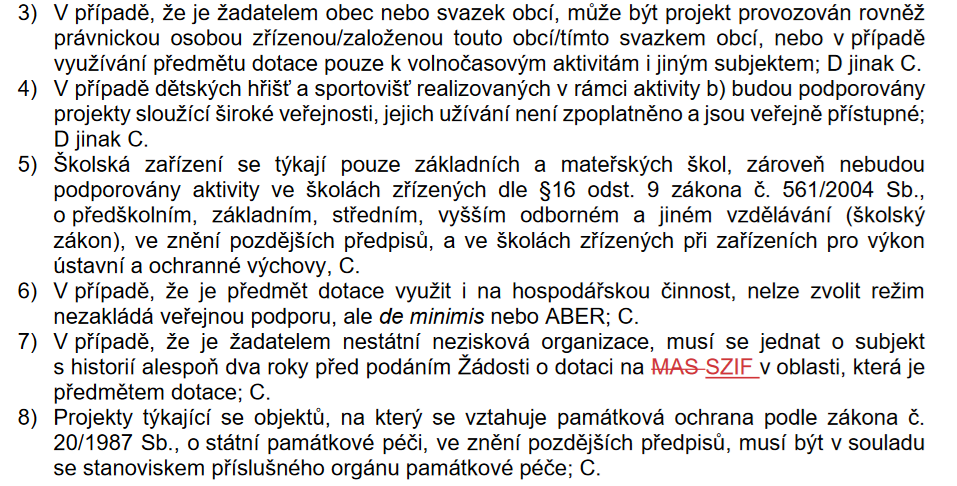 3) V případě, že je žadatelem obec nebo svazek obcí, může být projekt provozován rovněž
právnickou osobou zřízenou/založenou touto obcí/tímto svazkem obcí, nebo v případě
využívání předmětu dotace pouze k volnočasovým aktivitám i jiným subjektem; D jinak C.
4) V případě dětských hřišť a sportovišť realizovaných v rámci aktivity b) budou podporovány
projekty sloužící široké veřejnosti, jejich užívání není zpoplatněno a jsou veřejně přístupné;
D jinak C.
5) Školská zařízení se týkají pouze základních a mateřských škol, zároveň nebudou
podporovány aktivity ve školách zřízených dle §16 odst. 9 zákona č. 561/2004 Sb.,
o předškolním, základním, středním, vyšším odborném a jiném vzdělávání (školský
zákon), ve znění pozdějších předpisů, a ve školách zřízených při zařízeních pro výkon
ústavní a ochranné výchovy, C.
6) V případě, že je předmět dotace využit i na hospodářskou činnost, nelze zvolit režim
nezakládá veřejnou podporu, ale de minimis nebo ABER; C.
7) V případě, že je žadatelem nestátní nezisková organizace, musí se jednat o subjekt
s historií alespoň dva roky před podáním Žádosti o dotaci na MAS SZIF v oblasti, která je
předmětem dotace; C.
8) Projekty týkající se objektů, na který se vztahuje památková ochrana podle zákona č.
20/1987 Sb., o státní památkové péči, ve znění pozdějších předpisů, musí být v souladu
se stanoviskem příslušného orgánu památkové péče; C.